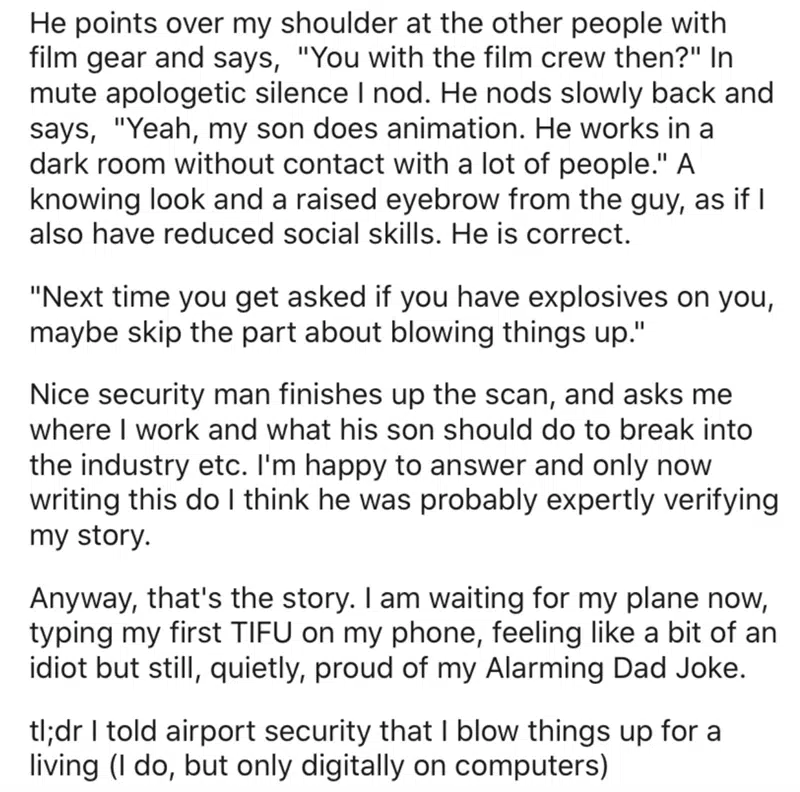 He points over my shoulder at the other people with
film gear and says,  "You with the film crew then?" In
mute apologetic silence I nod. He nods slowly back and
says,  "Yeah, my son does animation. He works in a
dark room without contact with a lot of people." A
knowing look and a raised eyebrow from the guy, as if I
also have reduced social skills. He is correct.
"Next time you get asked if you have explosives on you,
maybe skip the part about blowing things up."
Nice security man finishes up the scan, and asks me
where I work and what his son should do to break into
the industry etc. I'm happy to answer and only now
writing this do I think he was probably expertly verifying
my story.
Anyway, that's the story. I am waiting for my plane now,
typing my first TIFU on my phone, feeling like a bit of an
idiot but still, quietly, proud of my Alarming Dad Joke.
tl;dr I told airport security that I blow things up for a
living (I do, but only digitally on computers)